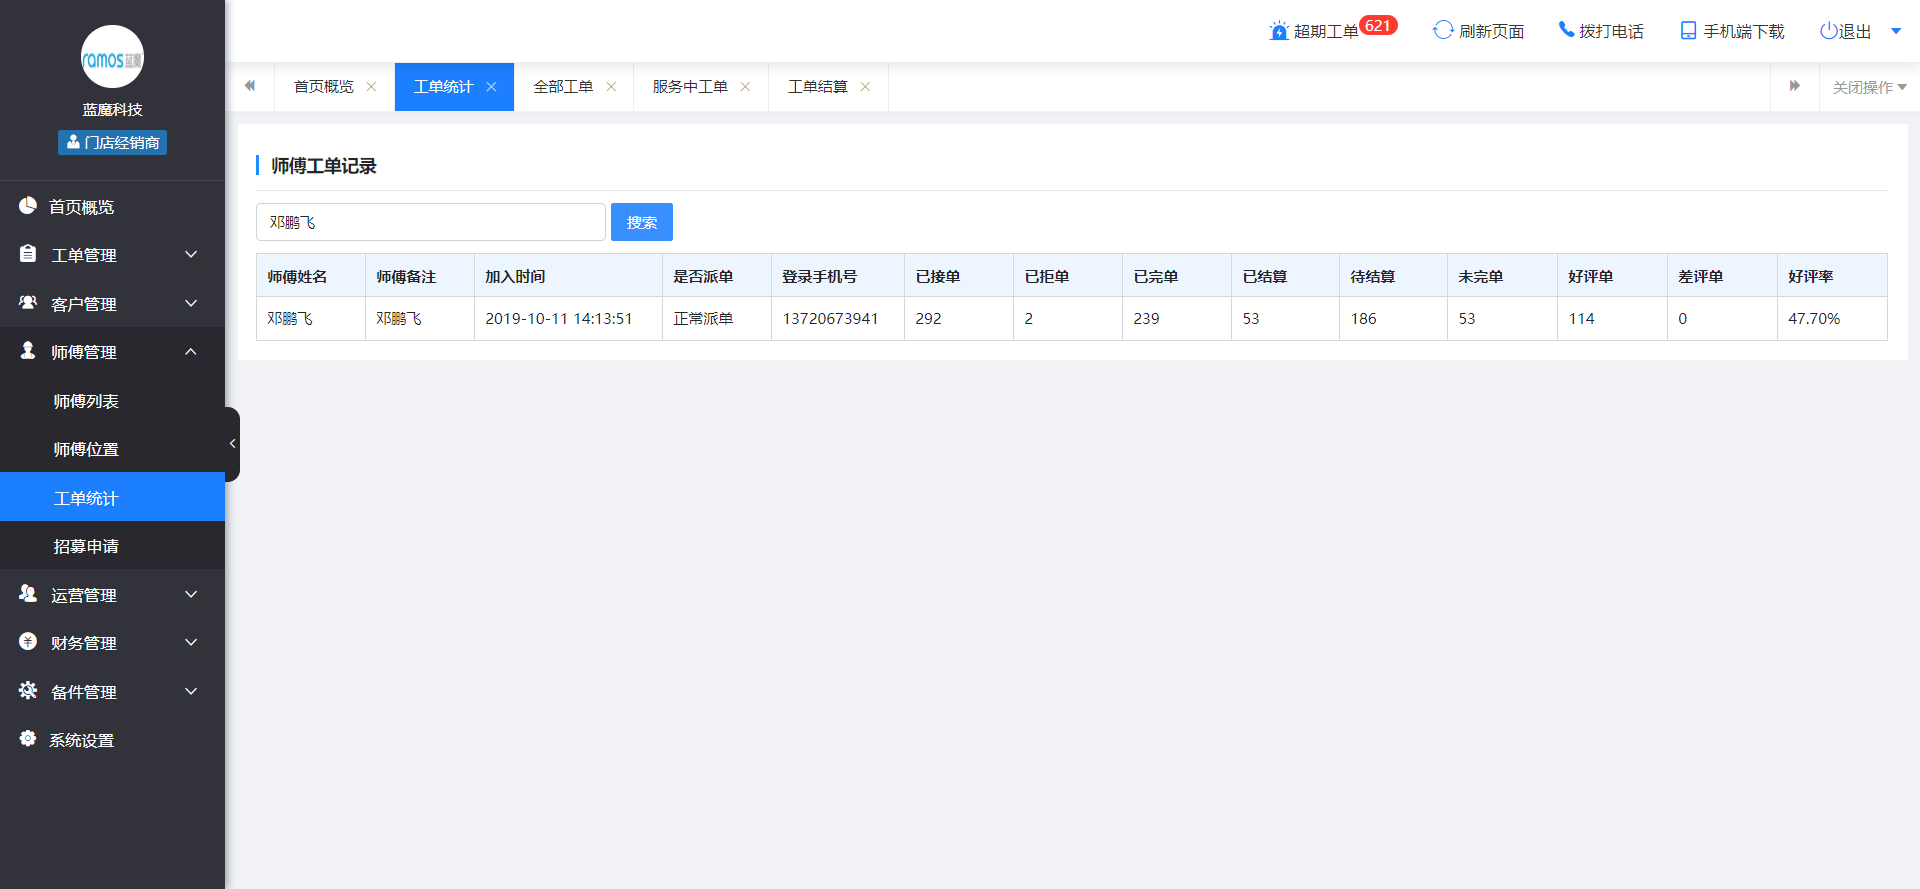 ramos蓝魔
蓝魔科技
门店经销商
首页概览
工单管理
客户管理
师傅管理
师傅列表
师傅位置
工单统计
招募申请
运营管理
财务管理
备件管理
系统设置
超期工单 621 刷新页面 拨打电话 手机端下载 退出
首页概览 工单统计 全部工单 服务中工单 工单结算 关闭操作
师傅工单记录
邓鹏飞 搜索
师傅姓名 师傅备注 加入时间 是否派单 登录手机号 已接单 已拒单 已完单 已结算 待结算 未完单 好评单 差评单 好评率
邓鹏飞 邓鹏飞 2019-10-11 14:13:51 正常派单 13720673941 292 2 239 53 186 53 114 0 47.70%